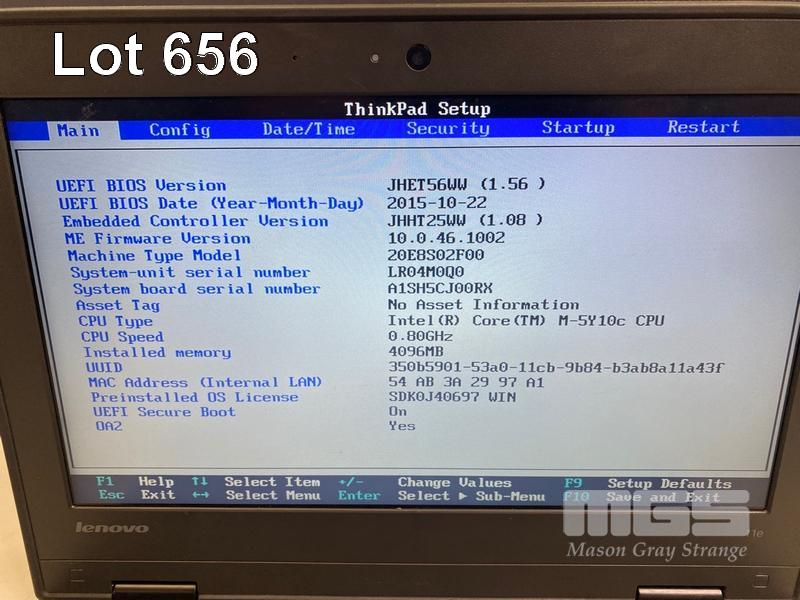 Lot 656
ThinkPad Setup
Main Config Date/Time Security Startup Restart
UEFI BIOS Version JHET56WW (1.56 )
UEFI BIOS Date (Year-Month-Day) 2015-10-22
Embedded Controller Version JHHT25WW (1.08 )
ME Firmware Version 10.0.46.1002
Machine Type Model 20E8S02F00
System-unit serial number LR04M0Q0
System board serial number A1SH5CJ00RX
Asset Tag No Asset Information
CPU Type Intel(R) Core(TM) M-5Y10c CPU
CPU Speed 0.80GHz
Installed memory 4096MB
UUID 350b5901-53a0-11cb-9b84-b3ab8a11a43f
MAC Address (Internal LAN) 54 AB 3A 29 97 A1
Preinstalled OS License SDK0J40697 WIN
UEFI Secure Boot On
OA2 Yes
F1 Help ↑↓ Select Item +/- Change Values F9 Setup Defaults
Esc Exit ←→ Select Menu Enter Select ▶ Sub-Menu F10 Save and Exit
lenovo
MGS
Mason Gray Strange